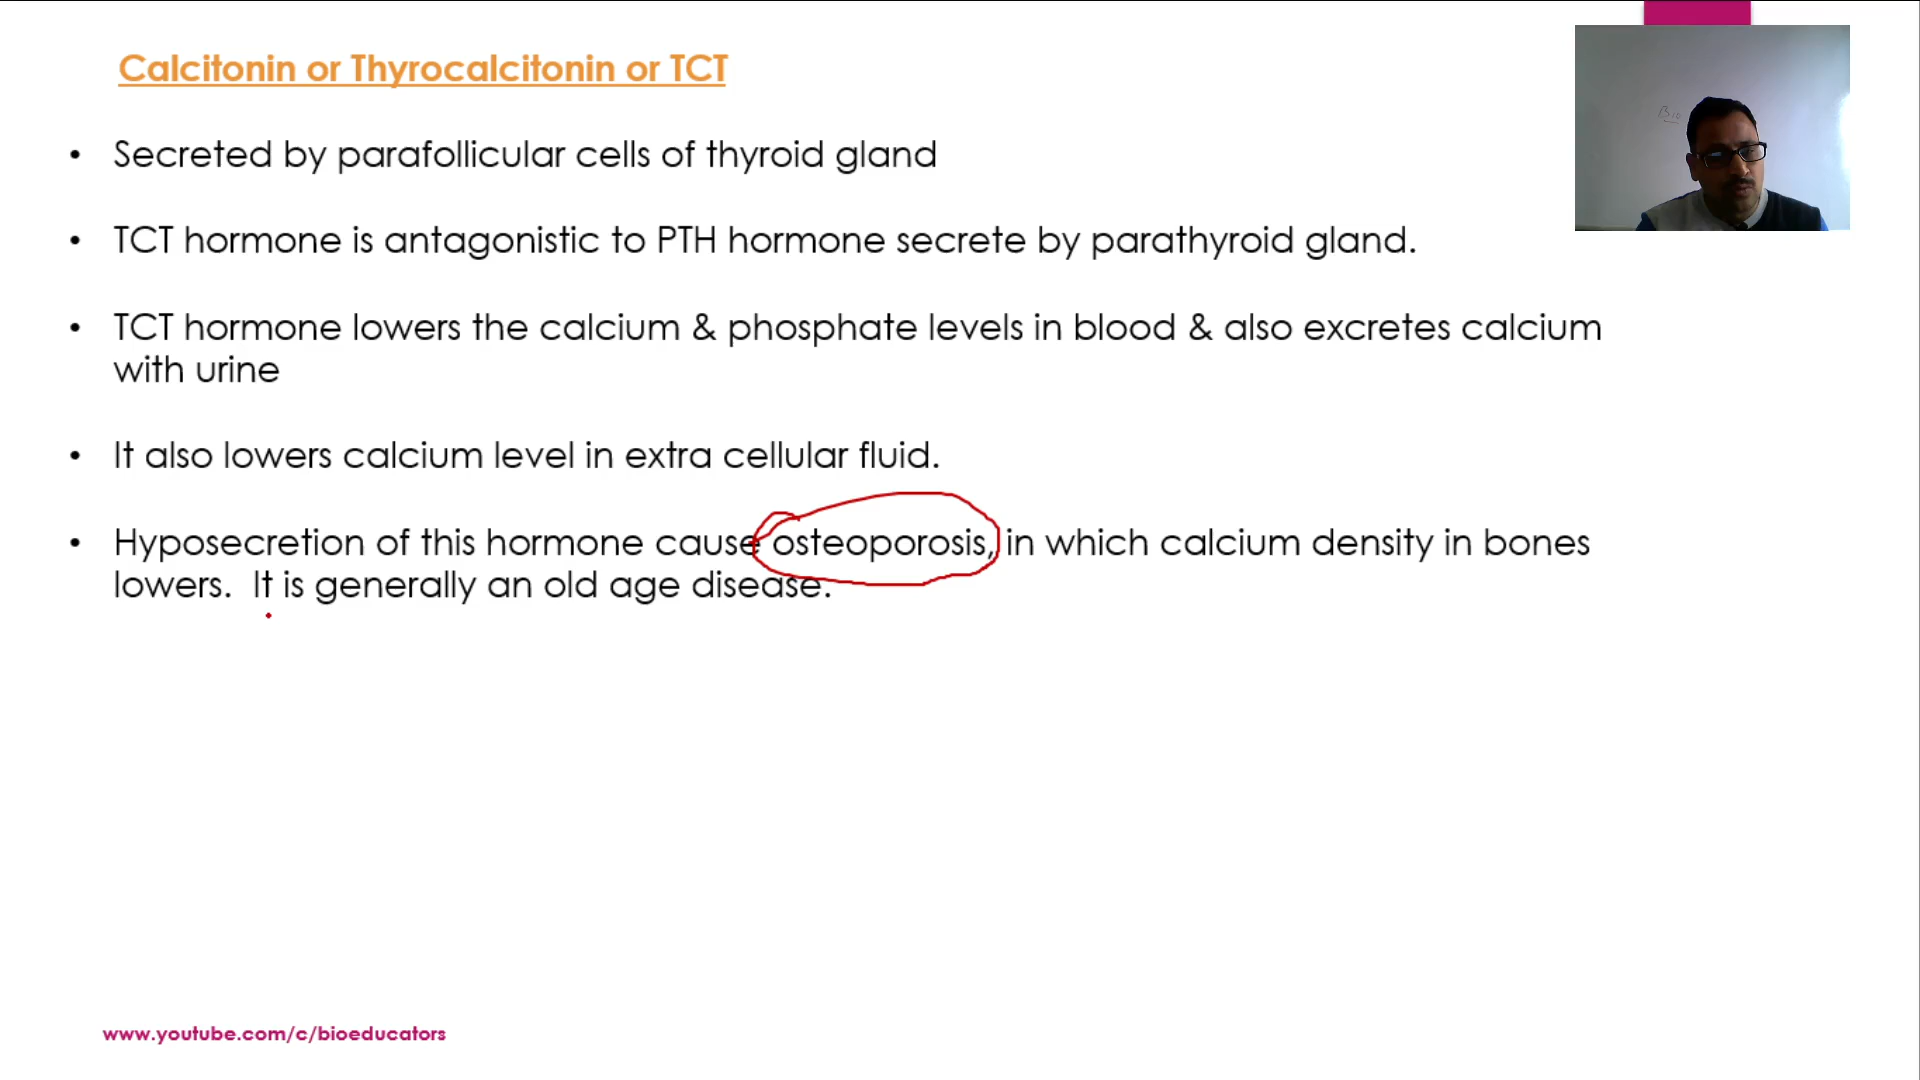 Calcitonin or Thyrocalcitonin or TCT
• Secreted by parafollicular cells of thyroid gland
• TCT hormone is antagonistic to PTH hormone secrete by parathyroid gland.
• TCT hormone lowers the calcium & phosphate levels in blood & also excretes calcium
with urine
• It also lowers calcium level in extra cellular fluid.
• Hyposecretion of this hormone cause osteoporosis, in which calcium density in bones
lowers. It is generally an old age disease.
www.youtube.com/c/bioeducators